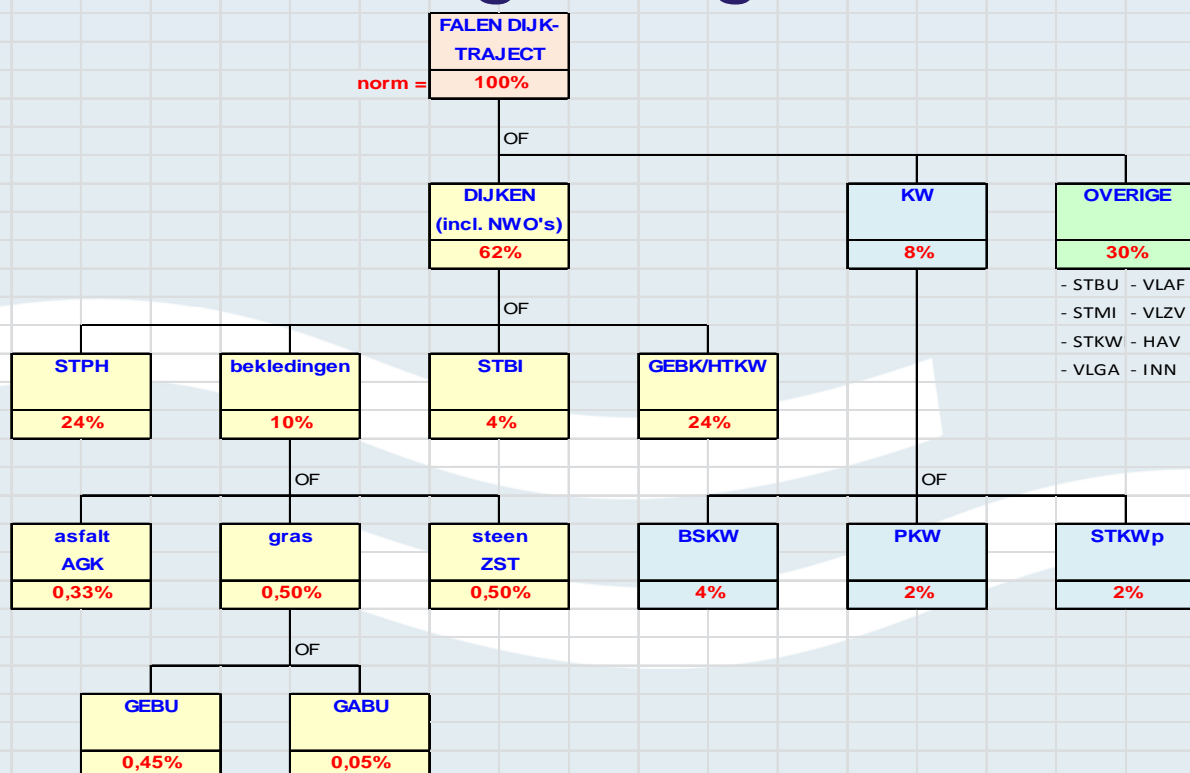 FALEN DIJK-
TRAJECT
norm = 100%
OF
DIJKEN
(incl. NWO's)
62%
KW
8%
OVERIGE
30%
- STBU - VLAF
- STMI - VLZV
- STKW - HAV
- VLGA - INN
OF
STPH
24%
bekledingen
10%
STBI
4%
GEBK/HTKW
24%
OF
OF
asfalt
AGK
0,33%
gras
0,50%
steen
ZST
0,50%
BSKW
4%
PKW
2%
STKWp
2%
OF
GEBU
0,45%
GABU
0,05%